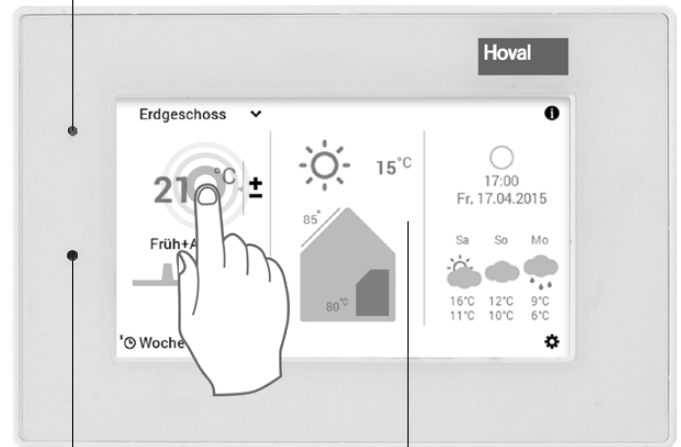 Hoval
Erdgeschoss
21 °C
±
15°C
17:00
Fr, 17.04.2015
85°
Früh+A
Sa So Mo
80°C
16°C 12°C 9°C
11°C 10°C 6°C
Woche